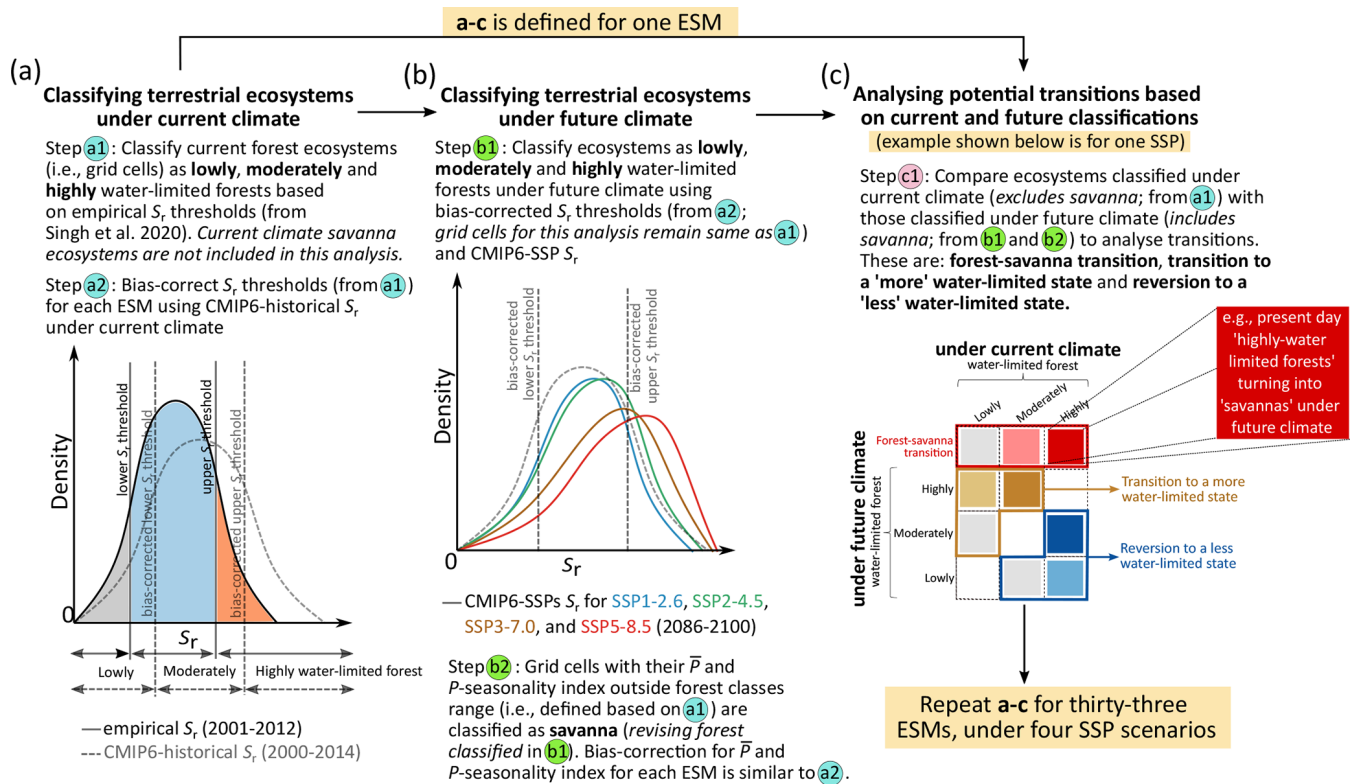 a-c is defined for one ESM
(a)
Classifying terrestrial ecosystems
under current climate
Step a1: Classify current forest ecosystems
(i.e., grid cells) as lowly, moderately and
highly water-limited forests based
on empirical Sr thresholds (from
Singh et al. 2020). Current climate savanna
ecosystems are not included in this analysis.
Step a2: Bias-correct Sr thresholds (from a1)
for each ESM using CMIP6-historical Sr
under current climate
Density
lower Sr threshold
bias-corrected lower Sr threshold
upper Sr threshold
bias-corrected upper Sr threshold
0
Sr
Lowly
Moderately
Highly water-limited forest
empirical Sr (2001-2012)
CMIP6-historical Sr (2000-2014)
(b)
Classifying terrestrial ecosystems
under future climate
Step b1: Classify ecosystems as lowly,
moderately and highly water-limited
forests under future climate using
bias-corrected Sr thresholds (from a2;
grid cells for this analysis remain same as a1)
and CMIP6-SSP Sr
Density
bias-corrected
lower Sr threshold
bias-corrected
upper Sr threshold
0
Sr
CMIP6-SSPs Sr for SSP1-2.6, SSP2-4.5,
SSP3-7.0, and SSP5-8.5 (2086-2100)
Step b2: Grid cells with their P̅ and
P-seasonality index outside forest classes
range (i.e., defined based on a1) are
classified as savanna (revising forest
classified in b1). Bias-correction for P̅ and
P-seasonality index for each ESM is similar to a2.
(c)
Analysing potential transitions based
on current and future classifications
(example shown below is for one SSP)
Step c1: Compare ecosystems classified under
current climate (excludes savanna; from a1) with
those classified under future climate (includes
savanna; from b1 and b2) to analyse transitions.
These are: forest-savanna transition, transition to
a 'more' water-limited state and reversion to a
'less' water-limited state.
e.g., present day
'highly-water
limited forests'
turning into
'savannas' under
future climate
under current climate
water-limited forest
Lowly
Moderately
Highly
under future climate
water-limited forest
Forest-savanna
transition
Highly
Moderately
Lowly
Transition to a more
water-limited state
Reversion to a less
water-limited state
Repeat a-c for thirty-three
ESMs, under four SSP scenarios